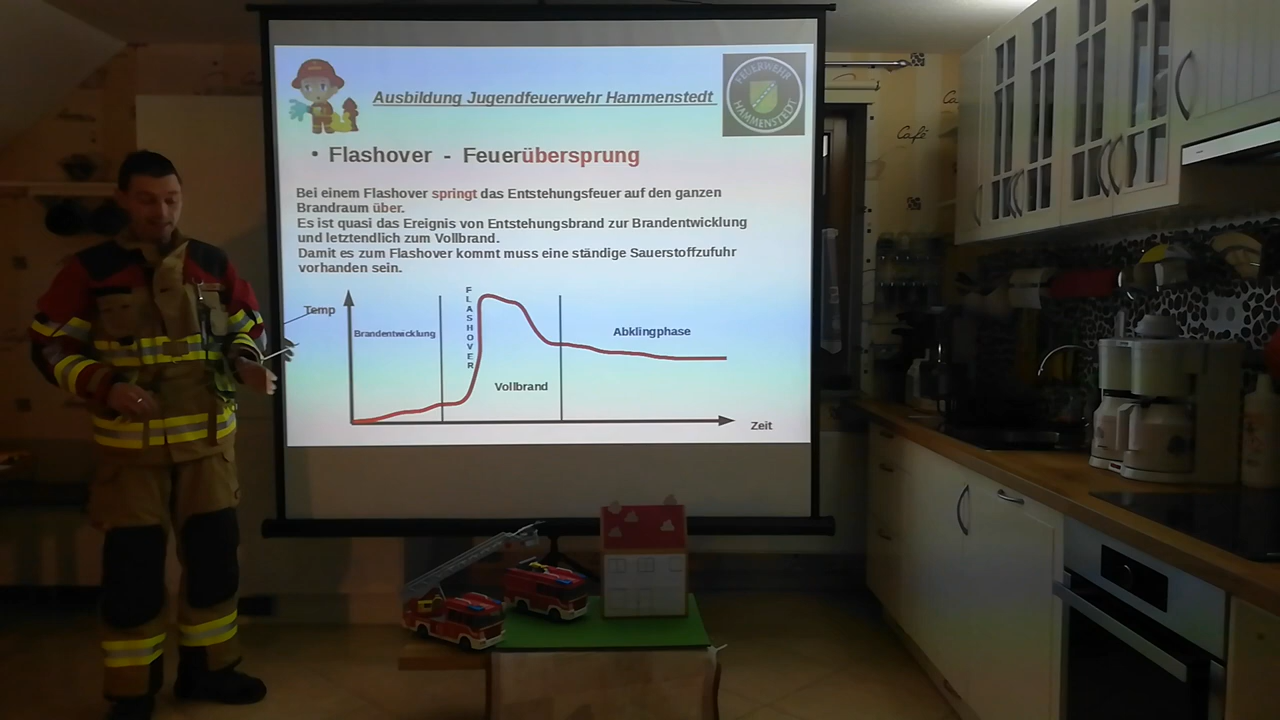 Ausbildung Jugendfeuerwehr Hammenstedt
FEUERWEHR
HAMMENSTEDT
• Flashover - Feuerübersprung
Bei einem Flashover springt das Entstehungsfeuer auf den ganzen
Brandraum über.
Es ist quasi das Ereignis von Entstehungsbrand zur Brandentwicklung
und letztendlich zum Vollbrand.
Damit es zum Flashover kommt muss eine ständige Sauerstoffzufuhr
vorhanden sein.
Temp
Brandentwicklung
FLASHOVER
Abklingphase
Vollbrand
Zeit
Café